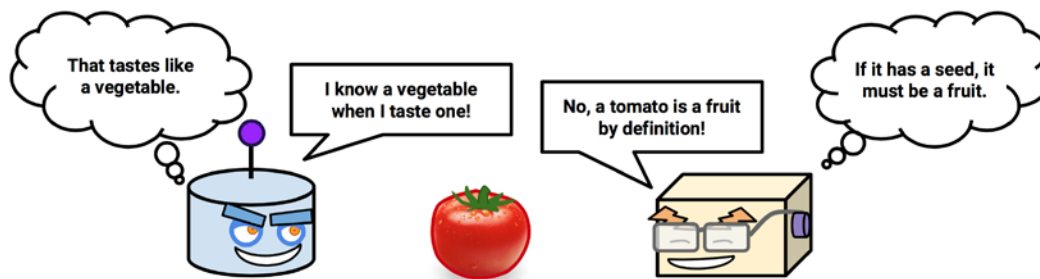 That tastes like
a vegetable.
I know a vegetable
when I taste one!
No, a tomato is a fruit
by definition!
If it has a seed, it
must be a fruit.